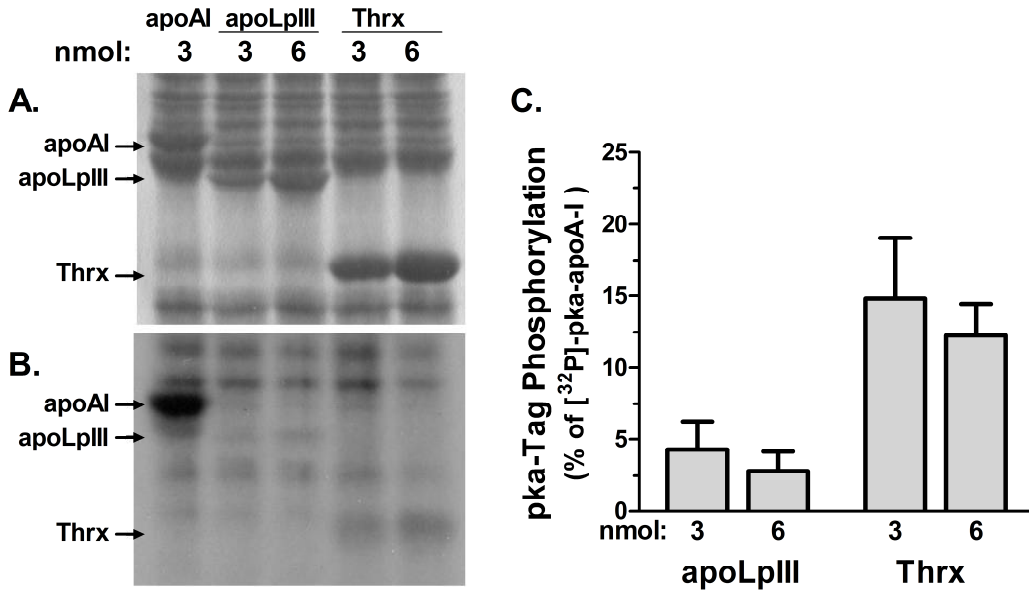 apoAI apoLpIII Thrx
nmol: 3 3 6 3 6
A.
apoAI
apoLpIII
Thrx
B.
apoAI
apoLpIII
Thrx
C.
pka-Tag Phosphorylation
(% of [³²P]-pka-apoA-I )
25
20
15
10
5
0
nmol: 3 6 3 6
apoLpIII Thrx